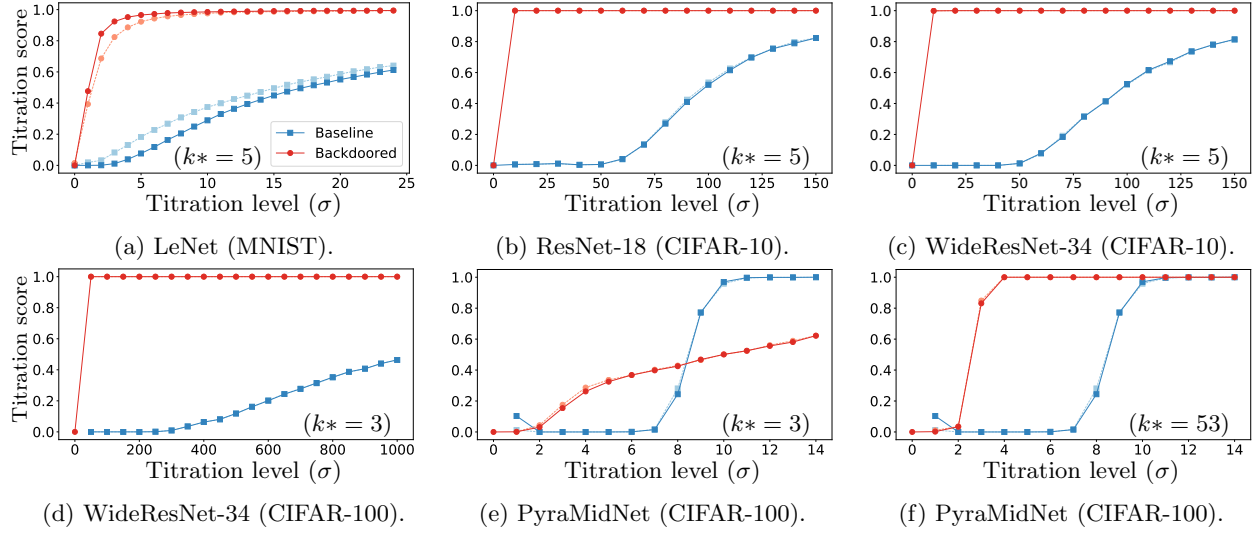 Titration score
1.0
0.8
0.6
0.4
0.2
0.0
0 5 10 15 20 25
Baseline
Backdoored
(k∗ = 5)
Titration level (σ)
(a) LeNet (MNIST).
1.0
0.8
0.6
0.4
0.2
0.0
0 25 50 75 100 125 150
(k∗ = 5)
Titration level (σ)
(b) ResNet-18 (CIFAR-10).
1.0
0.8
0.6
0.4
0.2
0.0
0 25 50 75 100 125 150
(k∗ = 5)
Titration level (σ)
(c) WideResNet-34 (CIFAR-10).
Titration score
1.0
0.8
0.6
0.4
0.2
0.0
0 200 400 600 800 1000
(k∗ = 3)
Titration level (σ)
(d) WideResNet-34 (CIFAR-100).
1.0
0.8
0.6
0.4
0.2
0.0
0 2 4 6 8 10 12 14
(k∗ = 3)
Titration level (σ)
(e) PyraMidNet (CIFAR-100).
1.0
0.8
0.6
0.4
0.2
0.0
0 2 4 6 8 10 12 14
(k∗ = 53)
Titration level (σ)
(f) PyraMidNet (CIFAR-100).